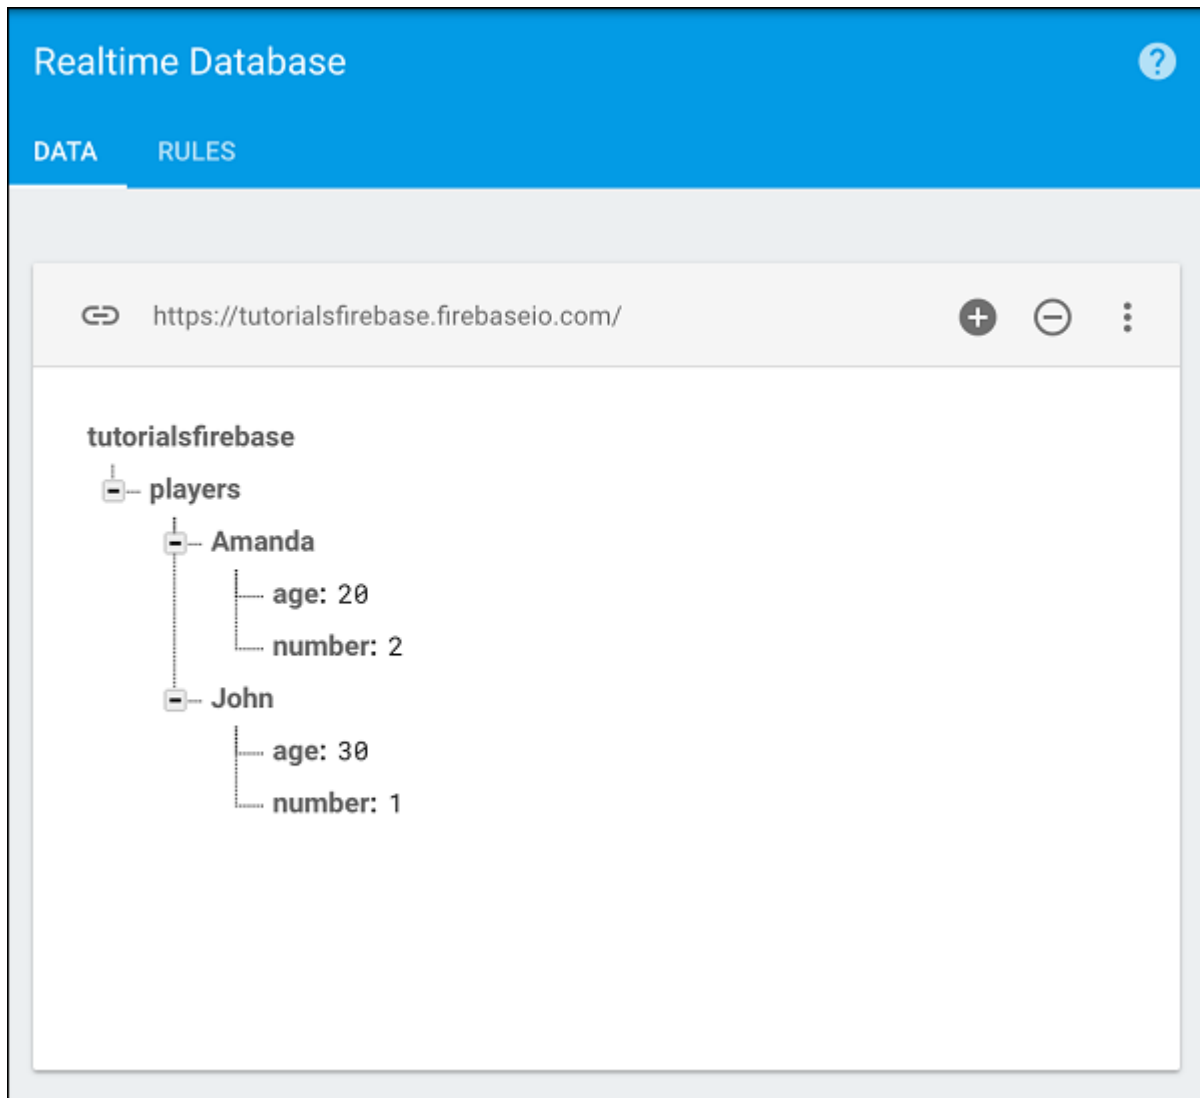 Realtime Database
DATA RULES
https://tutorialsfirebase.firebaseio.com/
tutorialsfirebase
players
Amanda
age: 20
number: 2
John
age: 30
number: 1